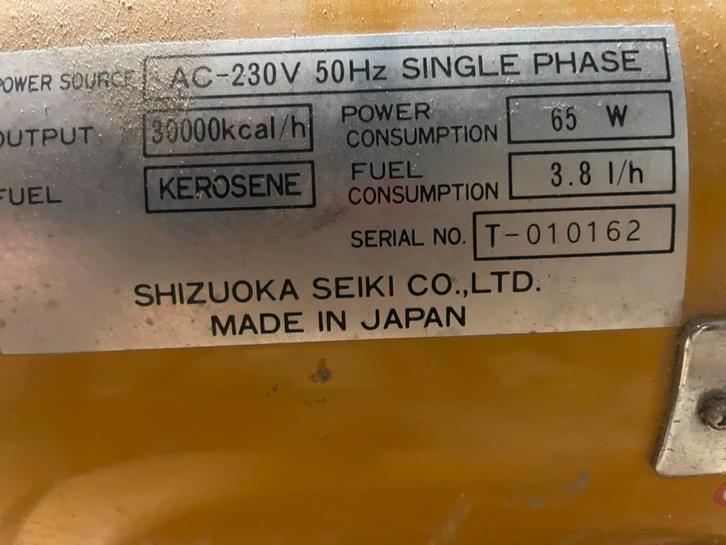 POWER SOURCE AC-230V 50Hz SINGLE PHASE
OUTPUT 30000kcal/h POWER CONSUMPTION 65 W
FUEL KEROSENE FUEL CONSUMPTION 3.8 l/h
SERIAL NO. T-010162
SHIZUOKA SEIKI CO.,LTD.
MADE IN JAPAN